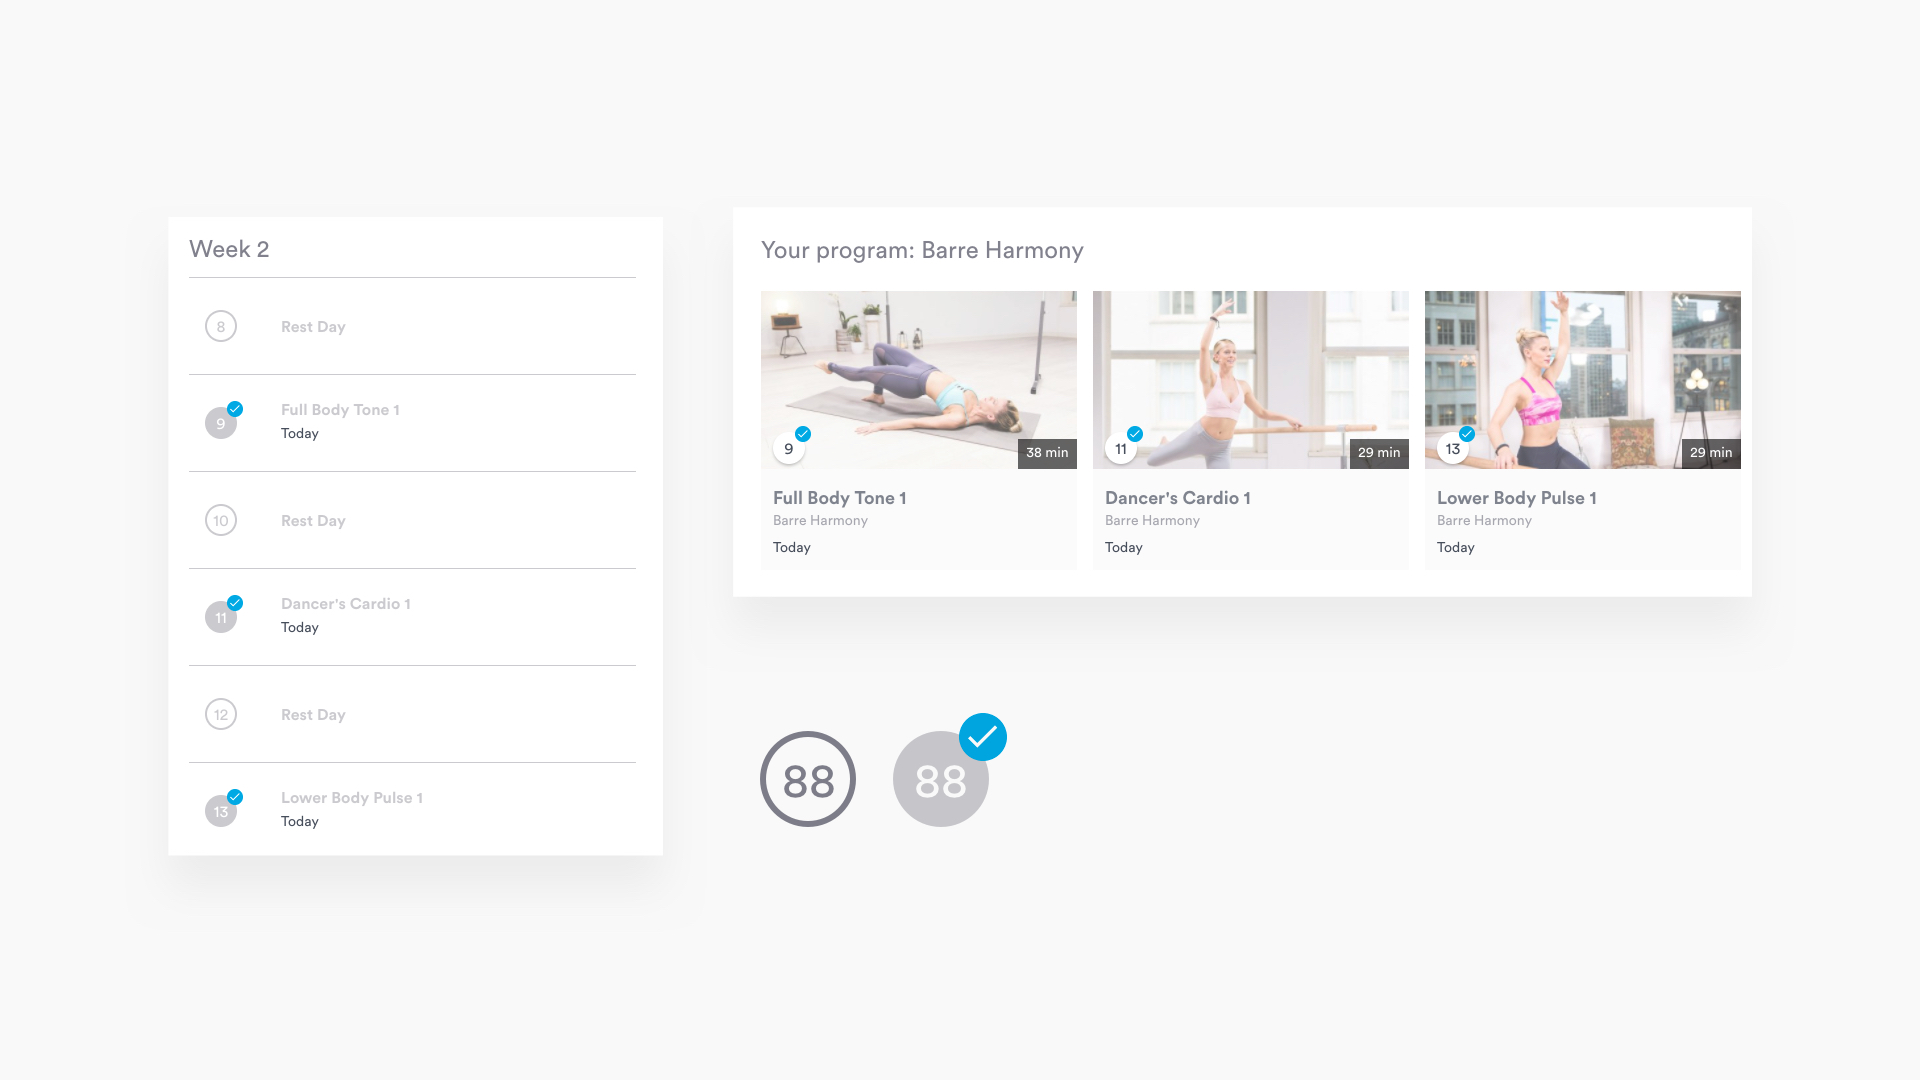 Week 2
8
Rest Day
9
Full Body Tone 1
Today
10
Rest Day
11
Dancer's Cardio 1
Today
12
Rest Day
13
Lower Body Pulse 1
Today
Your program: Barre Harmony
9
38 min
Full Body Tone 1
Barre Harmony
Today
11
29 min
Dancer's Cardio 1
Barre Harmony
Today
13
29 min
Lower Body Pulse 1
Barre Harmony
Today
88
88